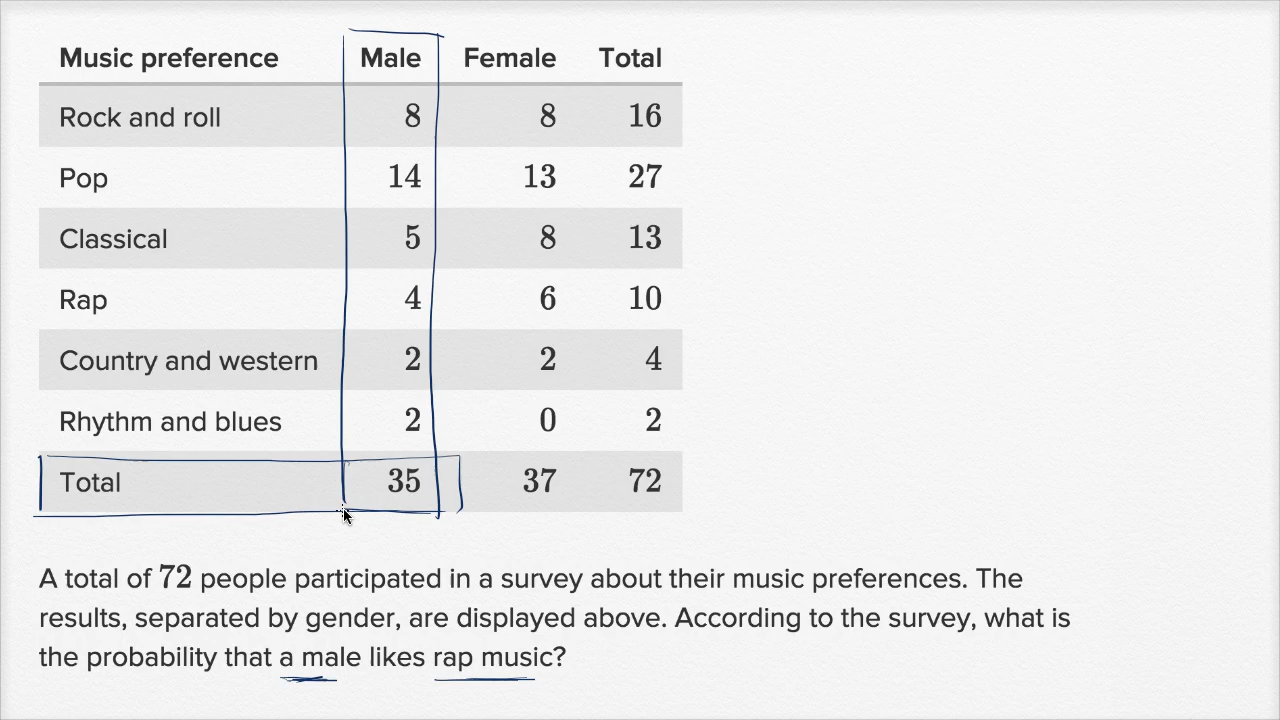 Music preference Male Female Total
Rock and roll 8 8 16
Pop 14 13 27
Classical 5 8 13
Rap 4 6 10
Country and western 2 2 4
Rhythm and blues 2 0 2
Total 35 37 72
A total of 72 people participated in a survey about their music preferences. The
results, separated by gender, are displayed above. According to the survey, what is
the probability that a male likes rap music?